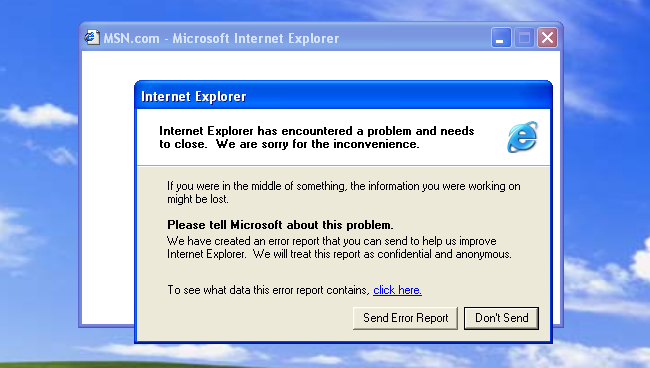 MSN.com - Microsoft Internet Explorer
Internet Explorer
Internet Explorer has encountered a problem and needs
to close.  We are sorry for the inconvenience.
If you were in the middle of something, the information you were working on
might be lost.
Please tell Microsoft about this problem.
We have created an error report that you can send to help us improve
Internet Explorer.  We will treat this report as confidential and anonymous.
To see what data this error report contains, click here.
Send Error Report
Don't Send